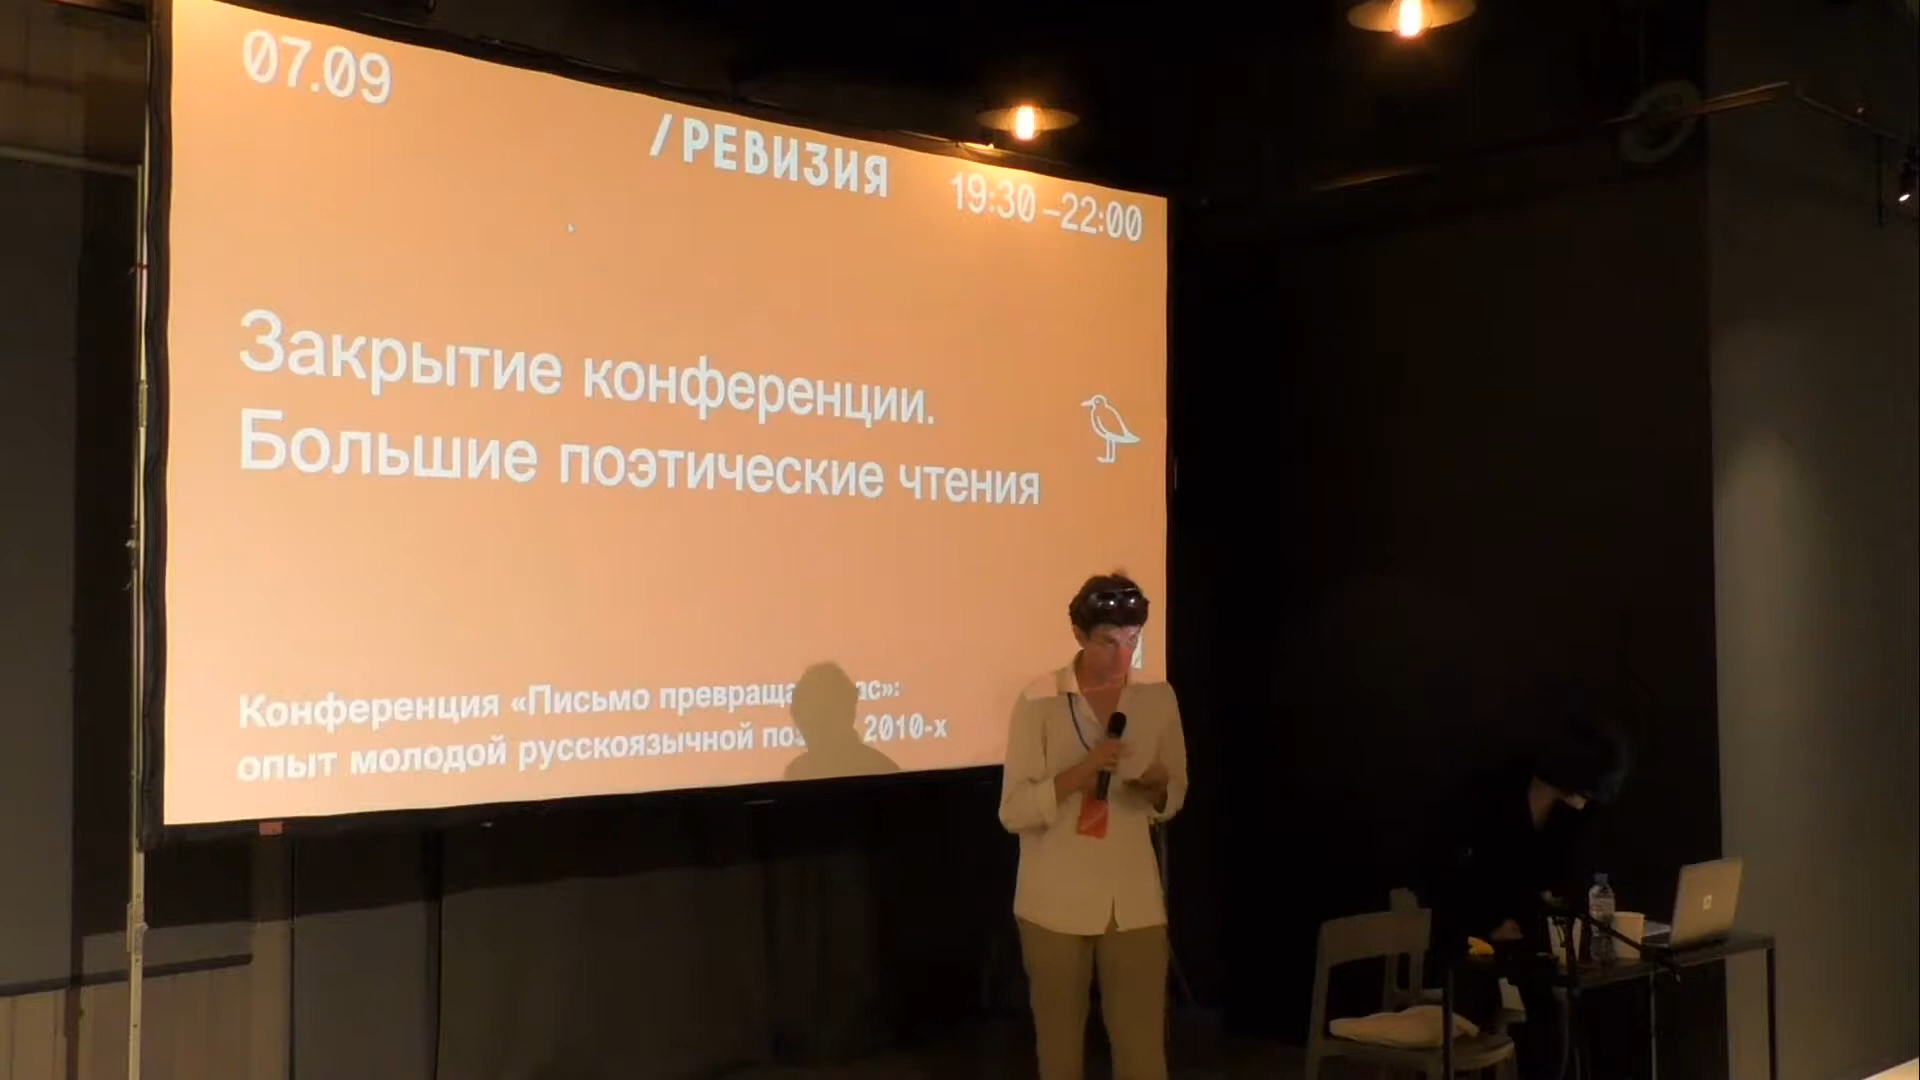 07.09
/РЕВИЗИЯ
19:30–22:00
Закрытие конференции.
Большие поэтические чтения
Конференция «Письмо превраща ас»:
опыт молодой русскоязычной 2010-х